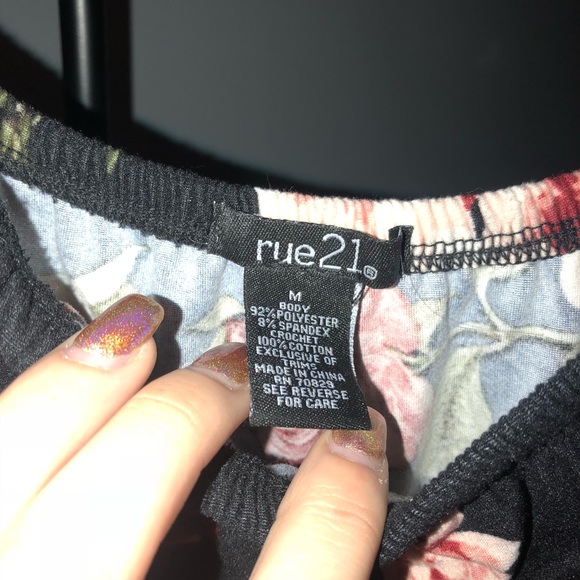 rue21®
M
BODY
92% POLYESTER
8% SPANDEX
CROCHET
100% COTTON
EXCLUSIVE OF
TRIMS
MADE IN CHINA
RN 70829
SEE REVERSE
FOR CARE